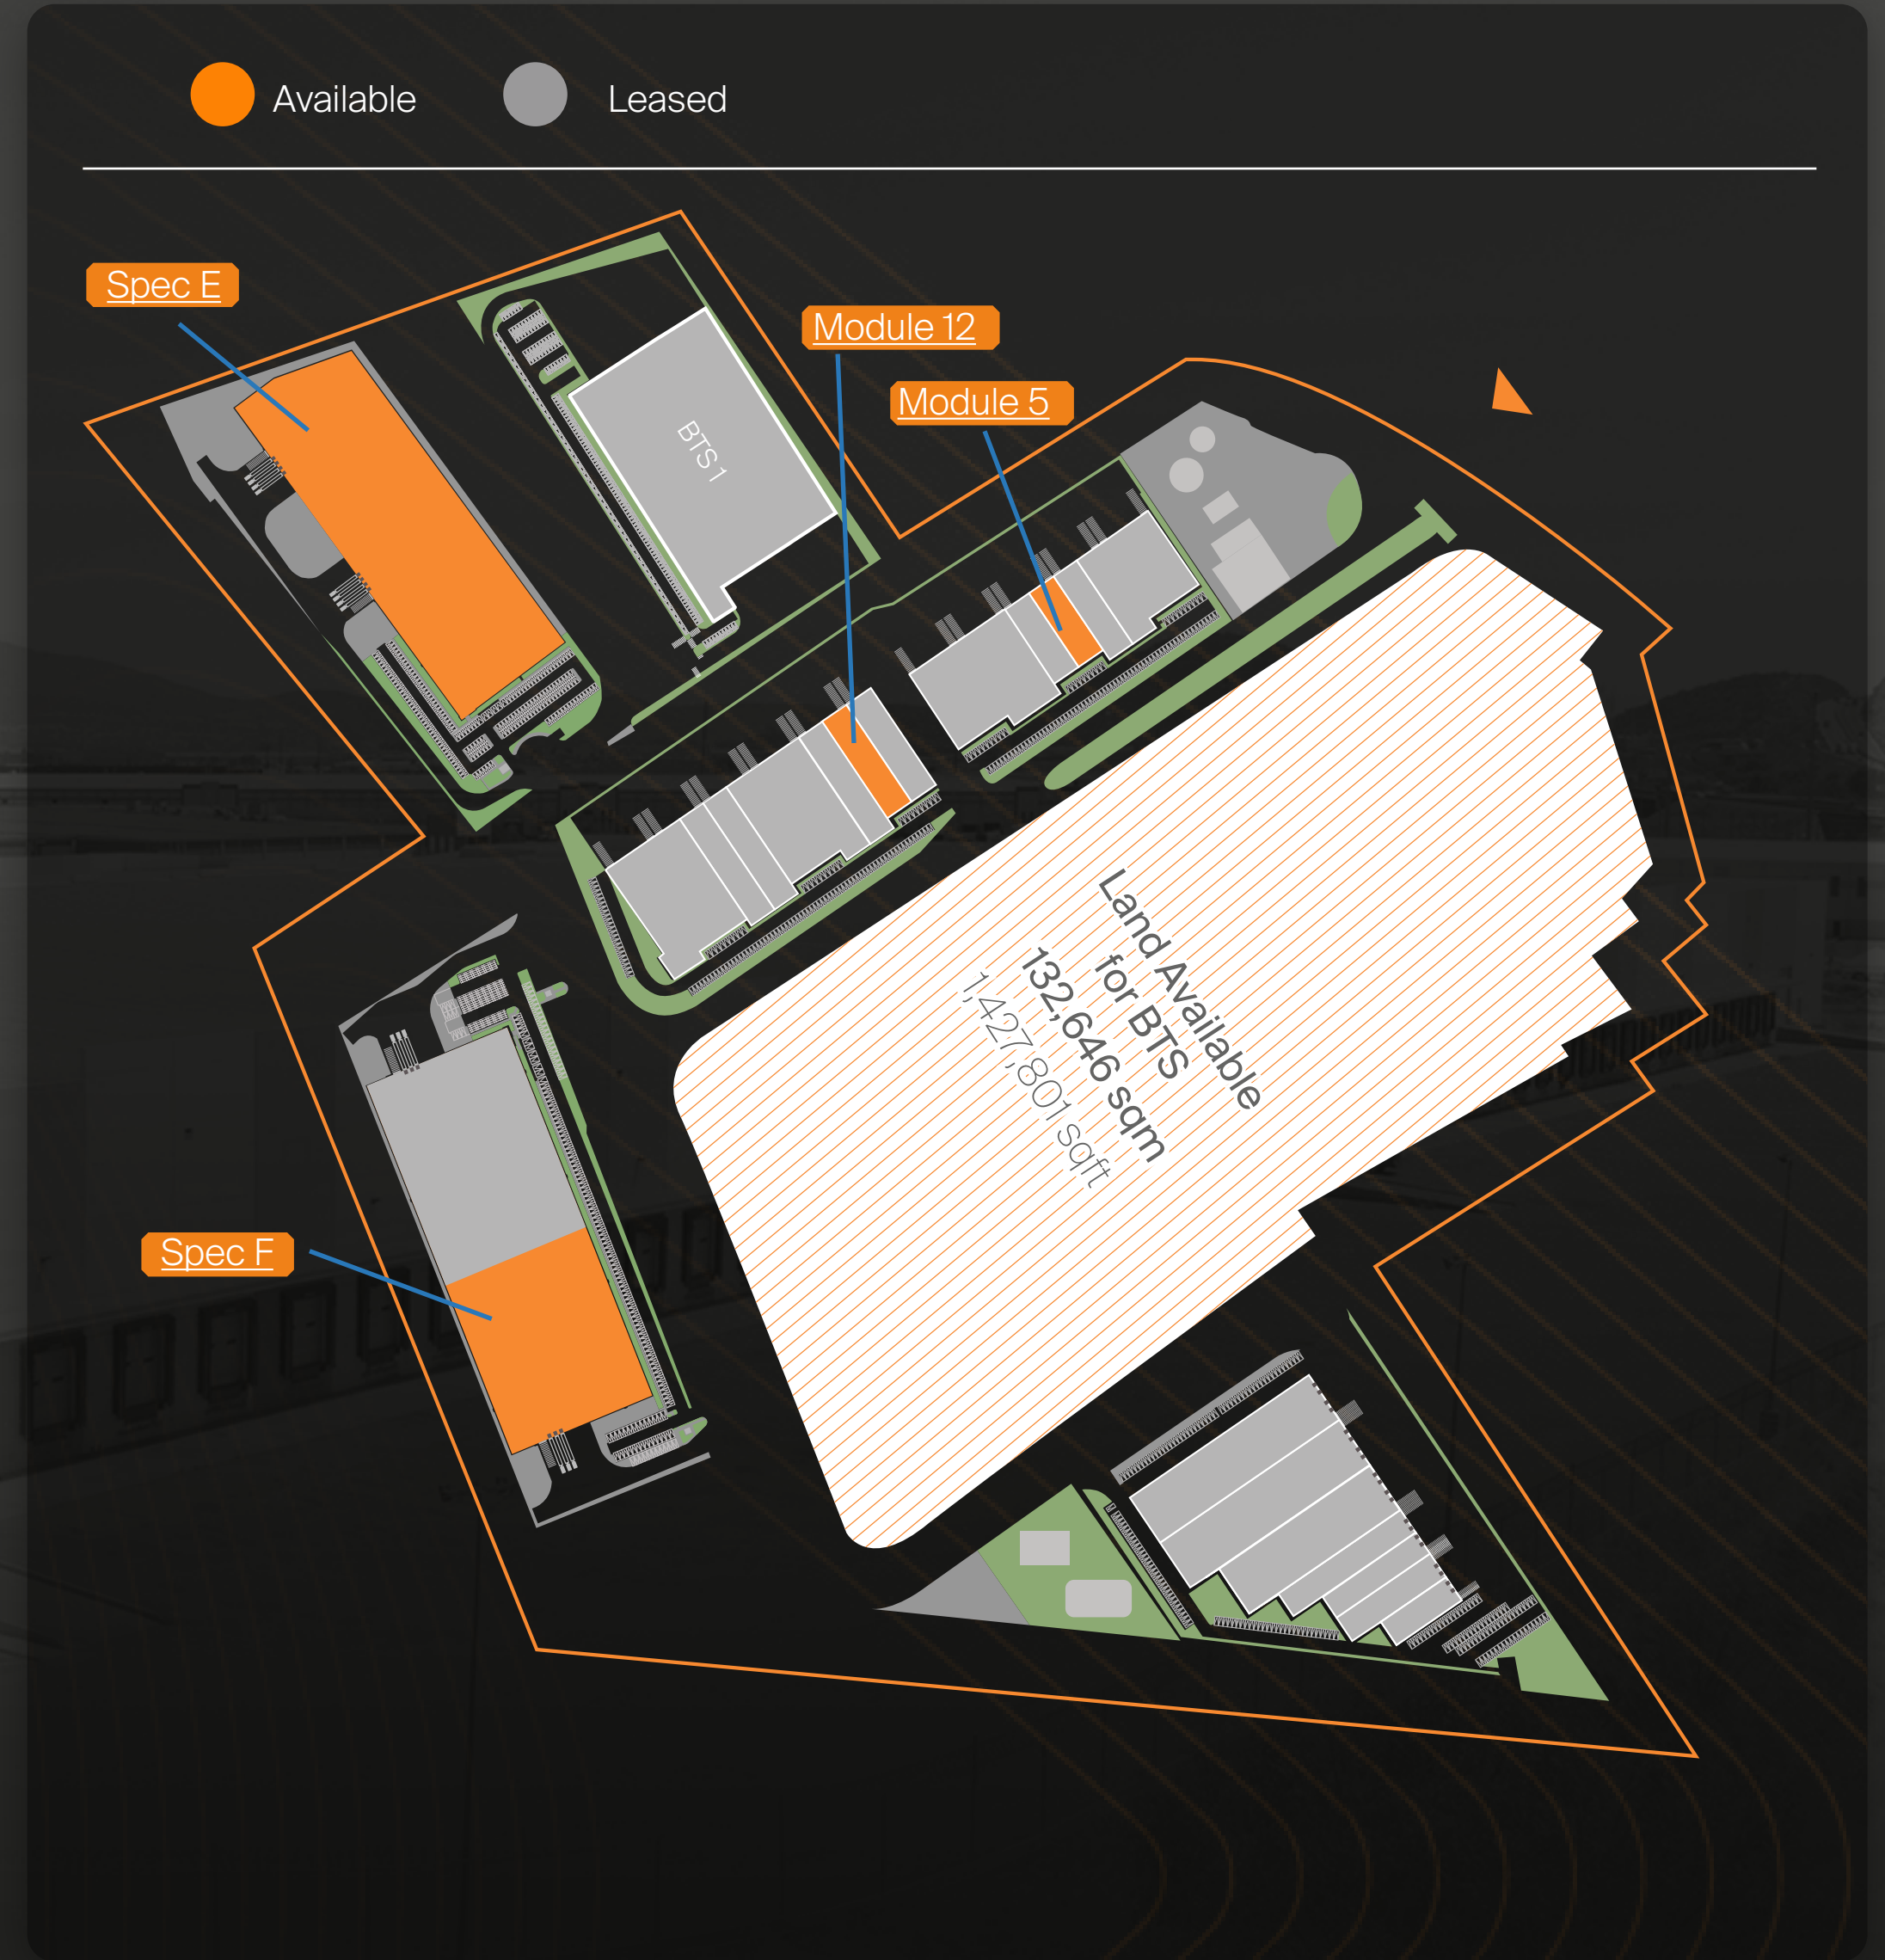 Available
Leased
Spec E
Module 12
Module 5
BTS 1
Land Available
for BTS
132,646 sqm
1,427,801 sqft
Spec F